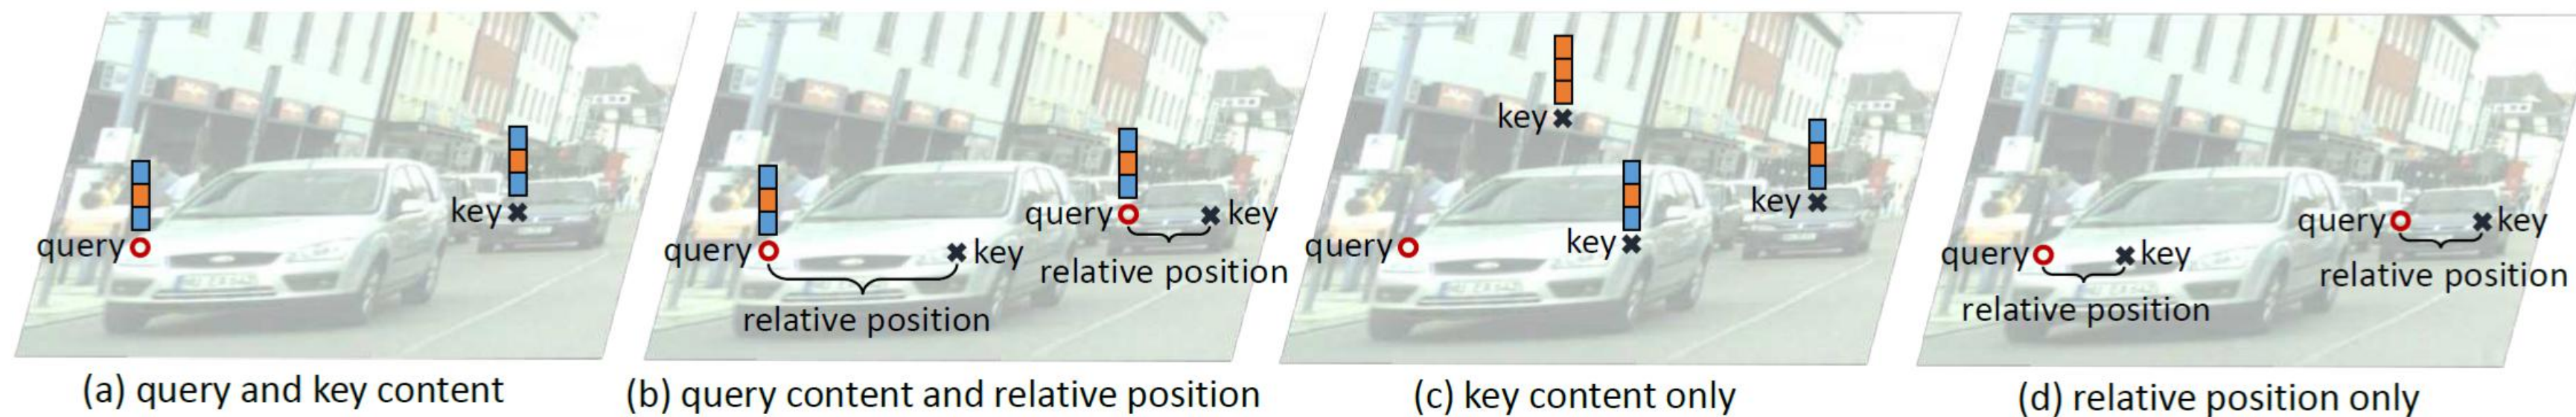 query
key
(a) query and key content
query
key
relative position
query
key
relative position
(b) query content and relative position
key
key
key
query
(c) key content only
query
key
relative position
query
key
relative position
(d) relative position only